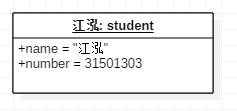 江泓: student
+name = "江泓"
+number = 31501303